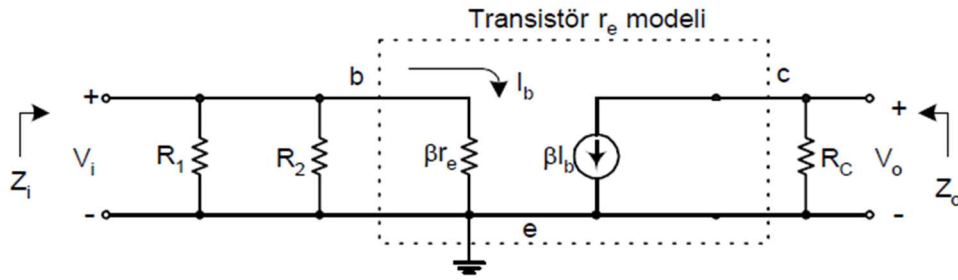 Transistör re modeli
b
Ib
c
+
+
Vi
R1
R2
βre
βIb
RC
Vo
Zi
Zo
-
-
e